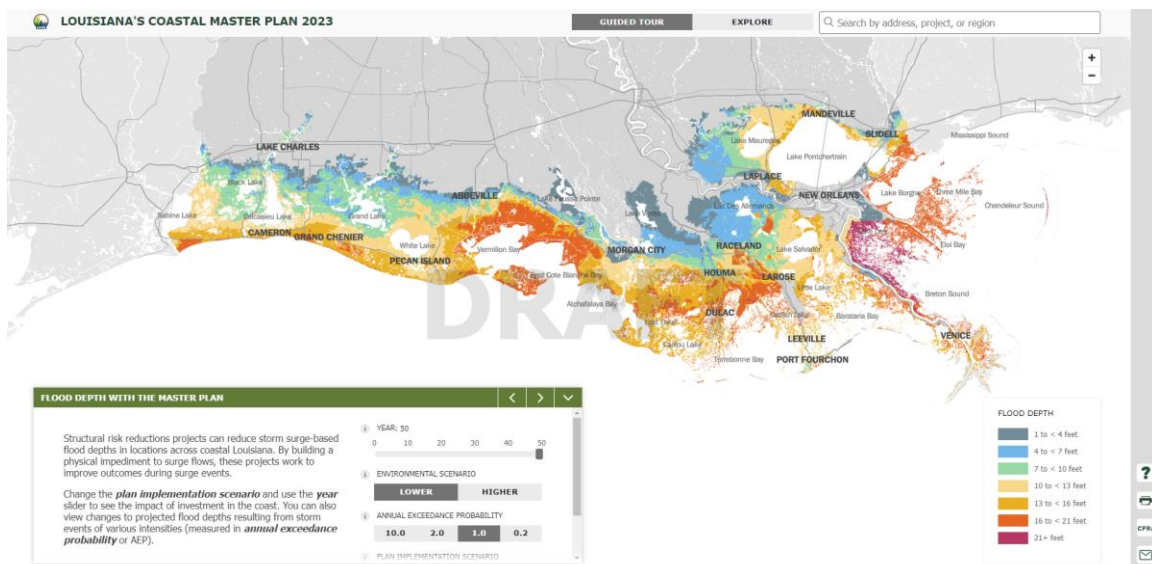 LOUISIANA'S COASTAL MASTER PLAN 2023
GUIDED TOUR
EXPLORE
Search by address, project, or region
+
−
MANDEVILLE
SLIDELL
Mississippi Sound
Lake Maurepas
LAKE CHARLES
Lake Pontchartrain
LAPLACE
Black Lake
ABBEVILLE
Lake Fausse Pointe
NEW ORLEANS
Lake Borgne
Three Mile Bay
Lac Des Allemands
Chandeleur Sound
Sabine Lake
Calcasieu Lake
Grand Lake
CAMERON
GRAND CHENIER
White Lake
Vermilion Bay
MORGAN CITY
RACELAND
Lake Salvador
Eloi Bay
PECAN ISLAND
East Cote Blanche Bay
HOUMA
LAROSE
Little Lake
Breton Sound
Atchafalaya Bay
DULAC
Barataria Bay
DRAFT
Caillou Lake
LEEVILLE
VENICE
Terrebonne Bay
PORT FOURCHON
FLOOD DEPTH WITH THE MASTER PLAN
Structural risk reductions projects can reduce storm surge-based
flood depths in locations across coastal Louisiana. By building a
physical impediment to surge flows, these projects work to
improve outcomes during surge events.
Change the plan implementation scenario and use the year
slider to see the impact of investment in the coast. You can also
view changes to projected flood depths resulting from storm
events of various intensities (measured in annual exceedance
probability or AEP).
YEAR: 50
0 10 20 30 40 50
ENVIRONMENTAL SCENARIO
LOWER HIGHER
ANNUAL EXCEEDANCE PROBABILITY
10.0 2.0 1.0 0.2
PLAN IMPLEMENTATION SCENARIO
FLOOD DEPTH
1 to < 4 feet
4 to < 7 feet
7 to < 10 feet
10 to < 13 feet
13 to < 16 feet
16 to < 21 feet
21+ feet
?
CPRA